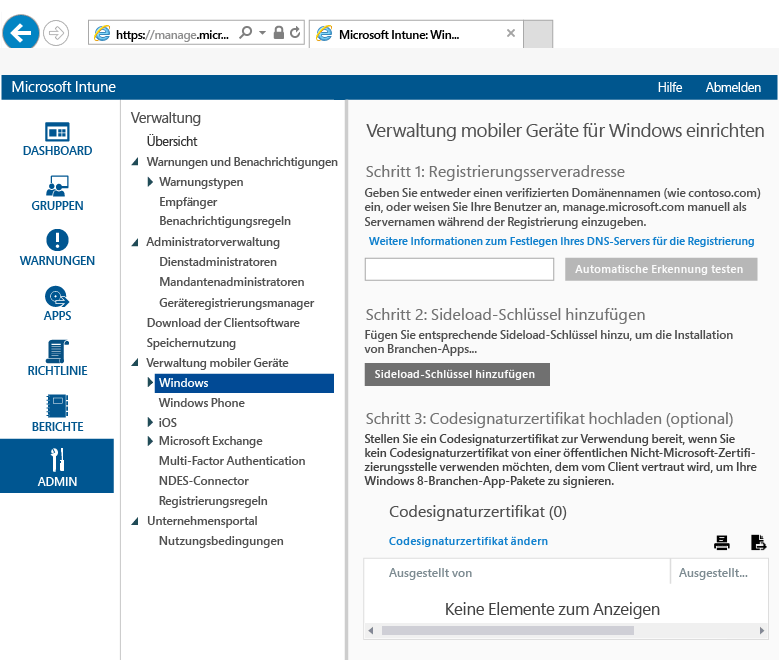 https://manage.micr...
Microsoft Intune: Win...
Microsoft Intune
Hilfe
Abmelden
DASHBOARD
GRUPPEN
WARNUNGEN
APPS
RICHTLINIE
BERICHTE
ADMIN
Verwaltung
Übersicht
Warnungen und Benachrichtigungen
Warnungstypen
Empfänger
Benachrichtigungsregeln
Administratorverwaltung
Dienstadministratoren
Mandantenadministratoren
Geräteregistrierungsmanager
Download der Clientsoftware
Speichernutzung
Verwaltung mobiler Geräte
Windows
Windows Phone
iOS
Microsoft Exchange
Multi-Factor Authentication
NDES-Connector
Registrierungsregeln
Unternehmensportal
Nutzungsbedingungen
Verwaltung mobiler Geräte für Windows einrichten
Schritt 1: Registrierungsserveradresse
Geben Sie entweder einen verifizierten Domänennamen (wie contoso.com)
ein, oder weisen Sie Ihre Benutzer an, manage.microsoft.com manuell als
Servernamen während der Registrierung einzugeben.
Weitere Informationen zum Festlegen Ihres DNS-Servers für die Registrierung
Automatische Erkennung testen
Schritt 2: Sideload-Schlüssel hinzufügen
Fügen Sie entsprechende Sideload-Schlüssel hinzu, um die Installation
von Branchen-Apps...
Sideload-Schlüssel hinzufügen
Schritt 3: Codesignaturzertifikat hochladen (optional)
Stellen Sie ein Codesignaturzertifikat zur Verwendung bereit, wenn Sie
kein Codesignaturzertifikat von einer öffentlichen Nicht-Microsoft-Zertifi-
zierungsstelle verwenden möchten, dem vom Client vertraut wird, um Ihre
Windows 8-Branchen-App-Pakete zu signieren.
Codesignaturzertifikat (0)
Codesignaturzertifikat ändern
Ausgestellt von
Ausgestellt...
Keine Elemente zum Anzeigen